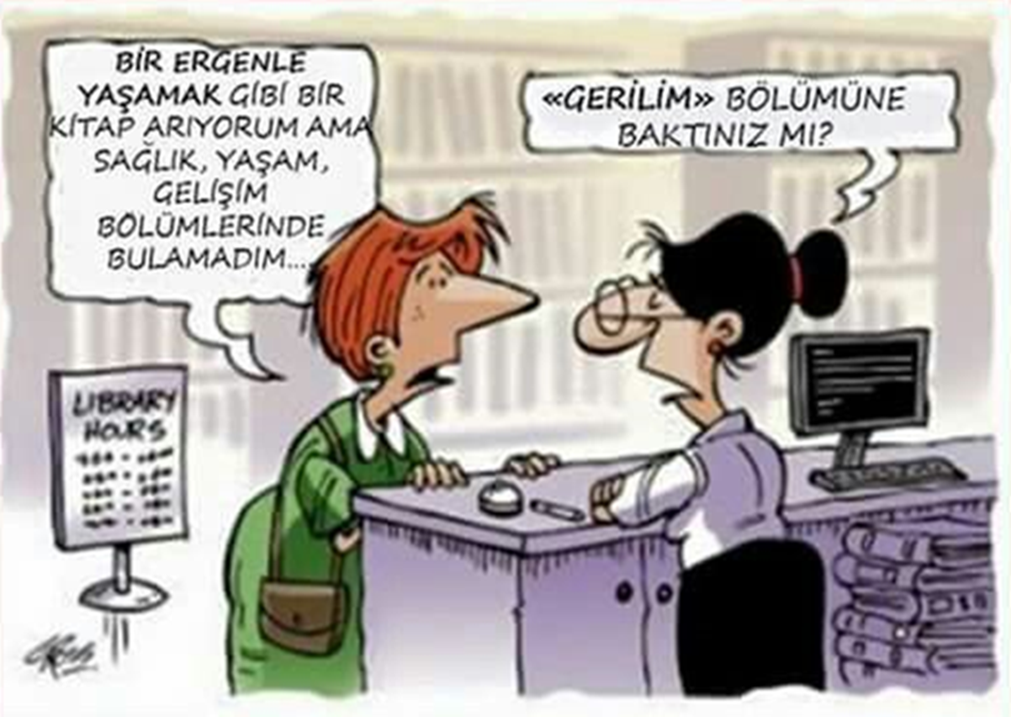 BİR ERGENLE
YAŞAMAK GİBİ BİR
KİTAP ARIYORUM AMA
SAĞLIK, YAŞAM,
GELİŞİM
BÖLÜMLERİNDE
BULAMADIM...
«GERİLİM» BÖLÜMÜNE
BAKTINIZ MI?
LIBRARY
HOURS